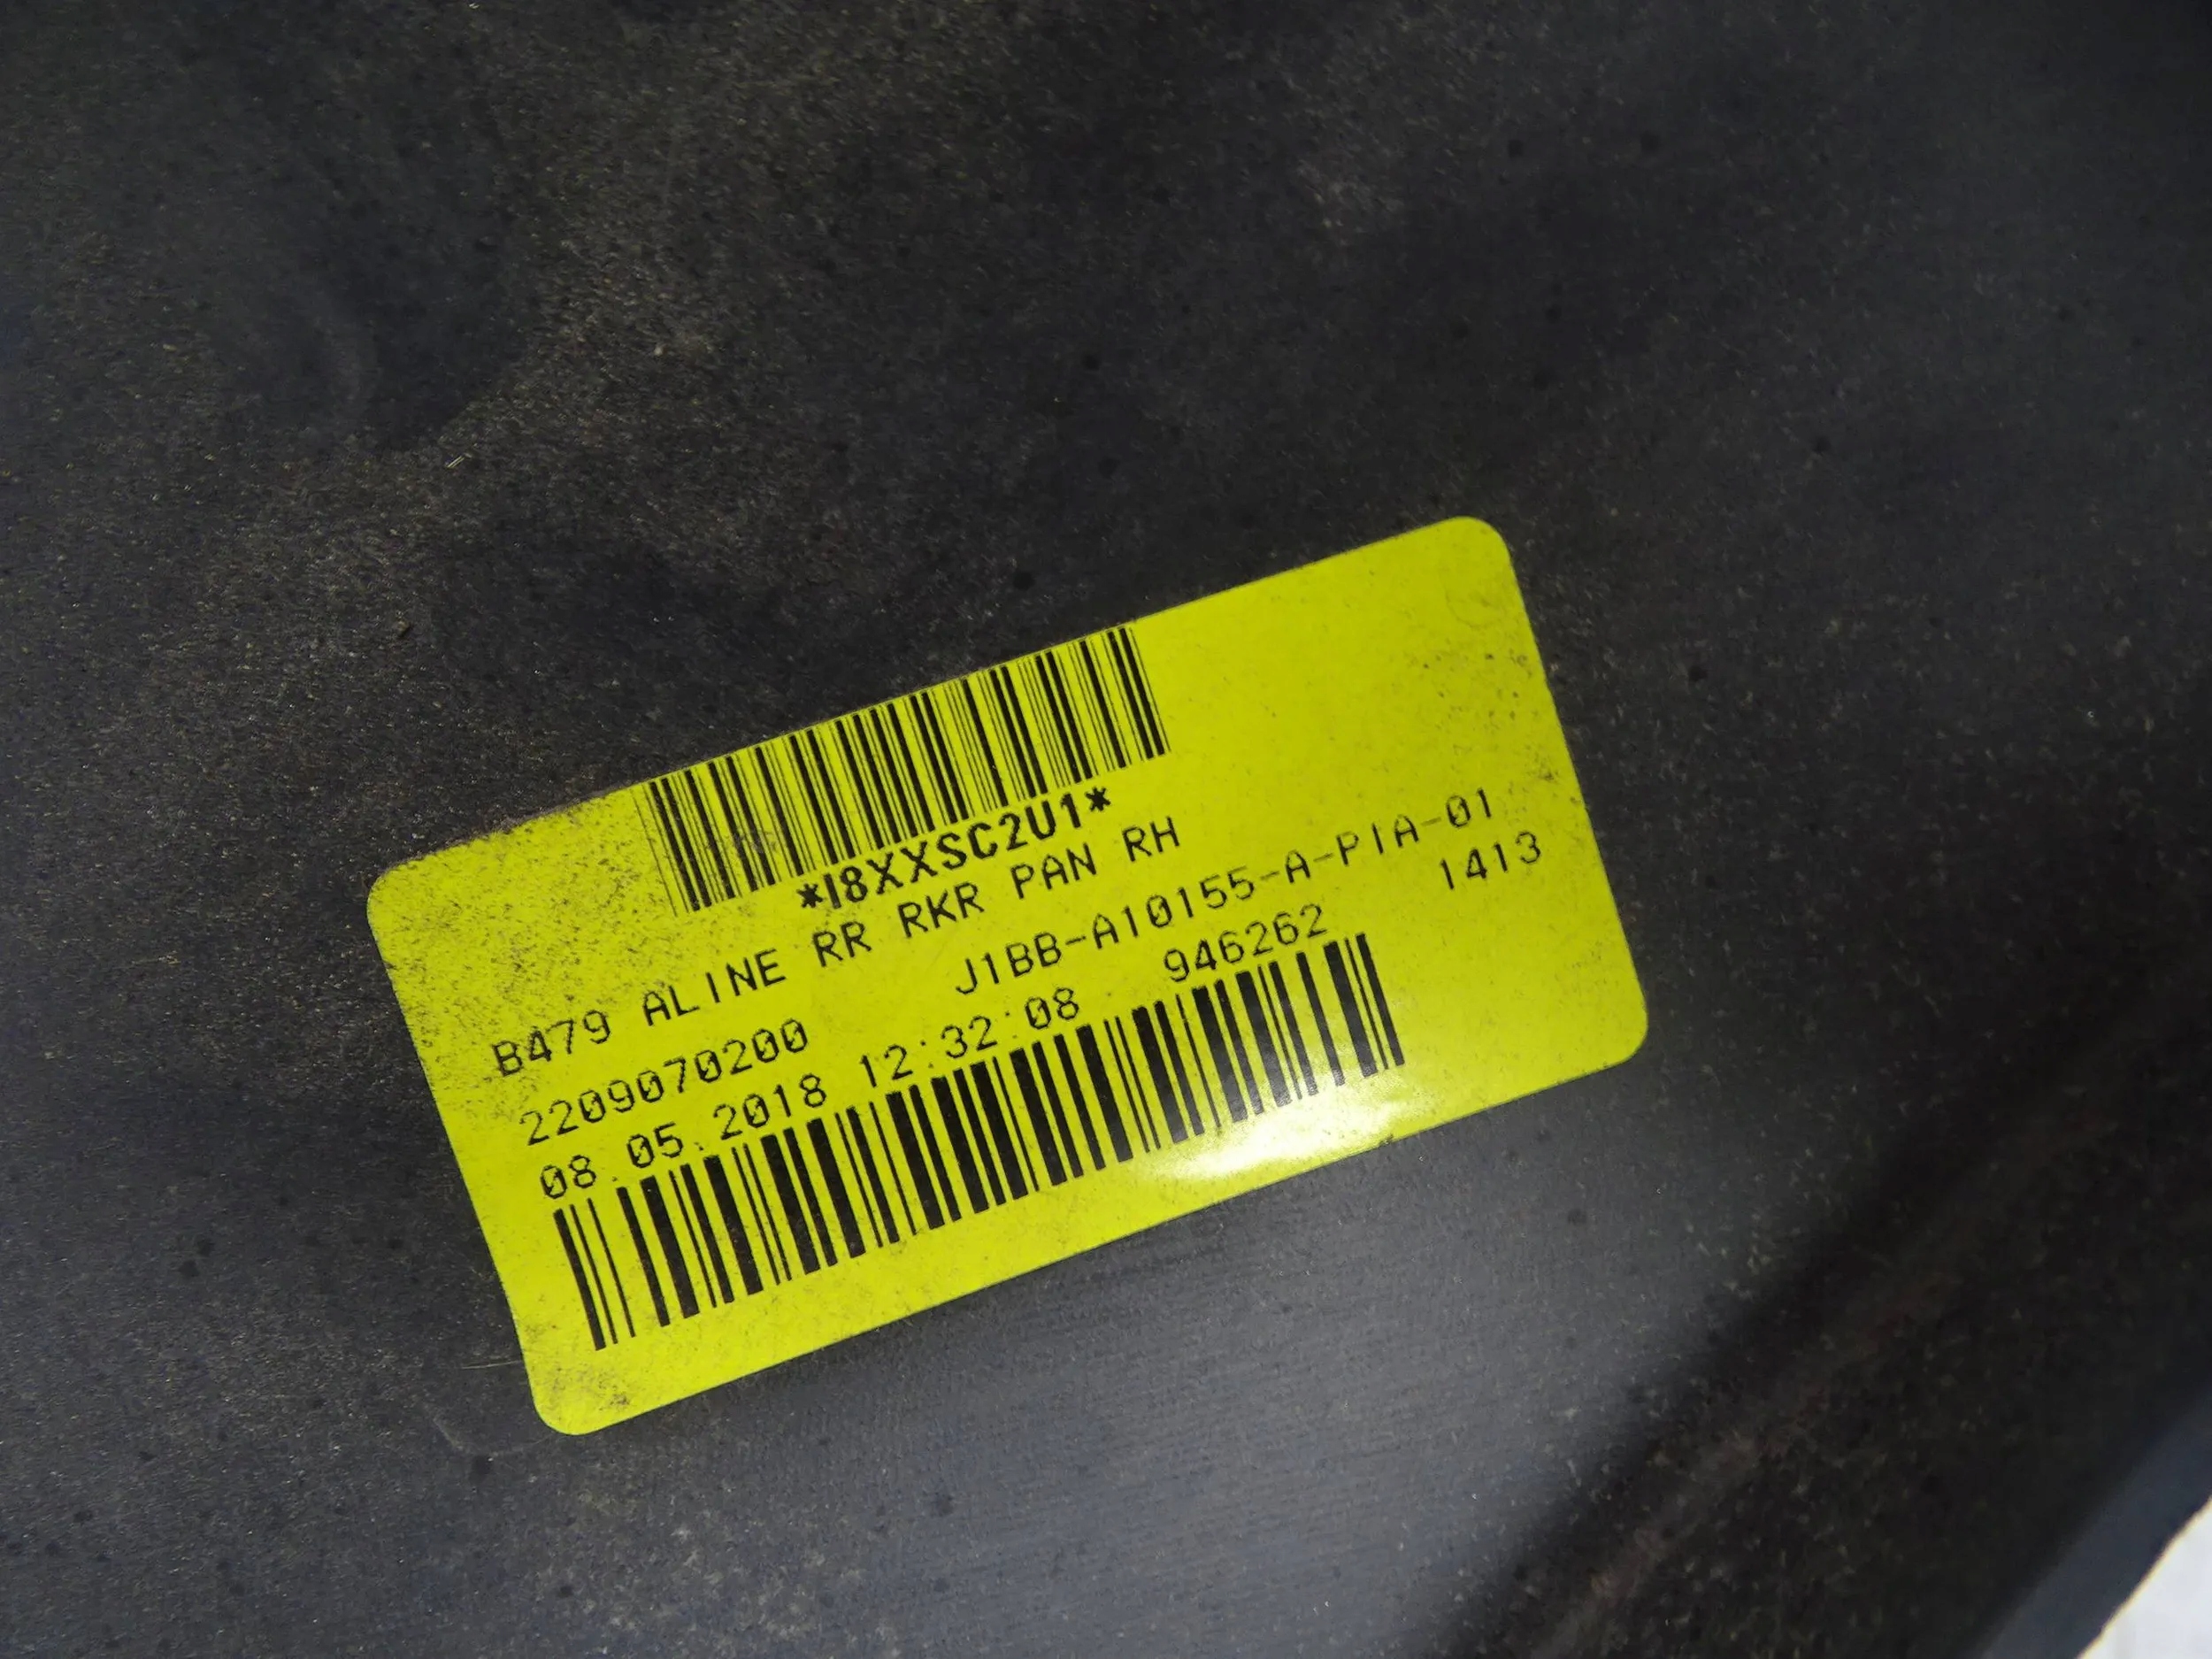 *I8XXSC2U1*
B479 ALINE RR RKR PAN RH
2209070200 J1BB-A10155-A-PIA-01
08.05.2018 12:32:08 946262 1413